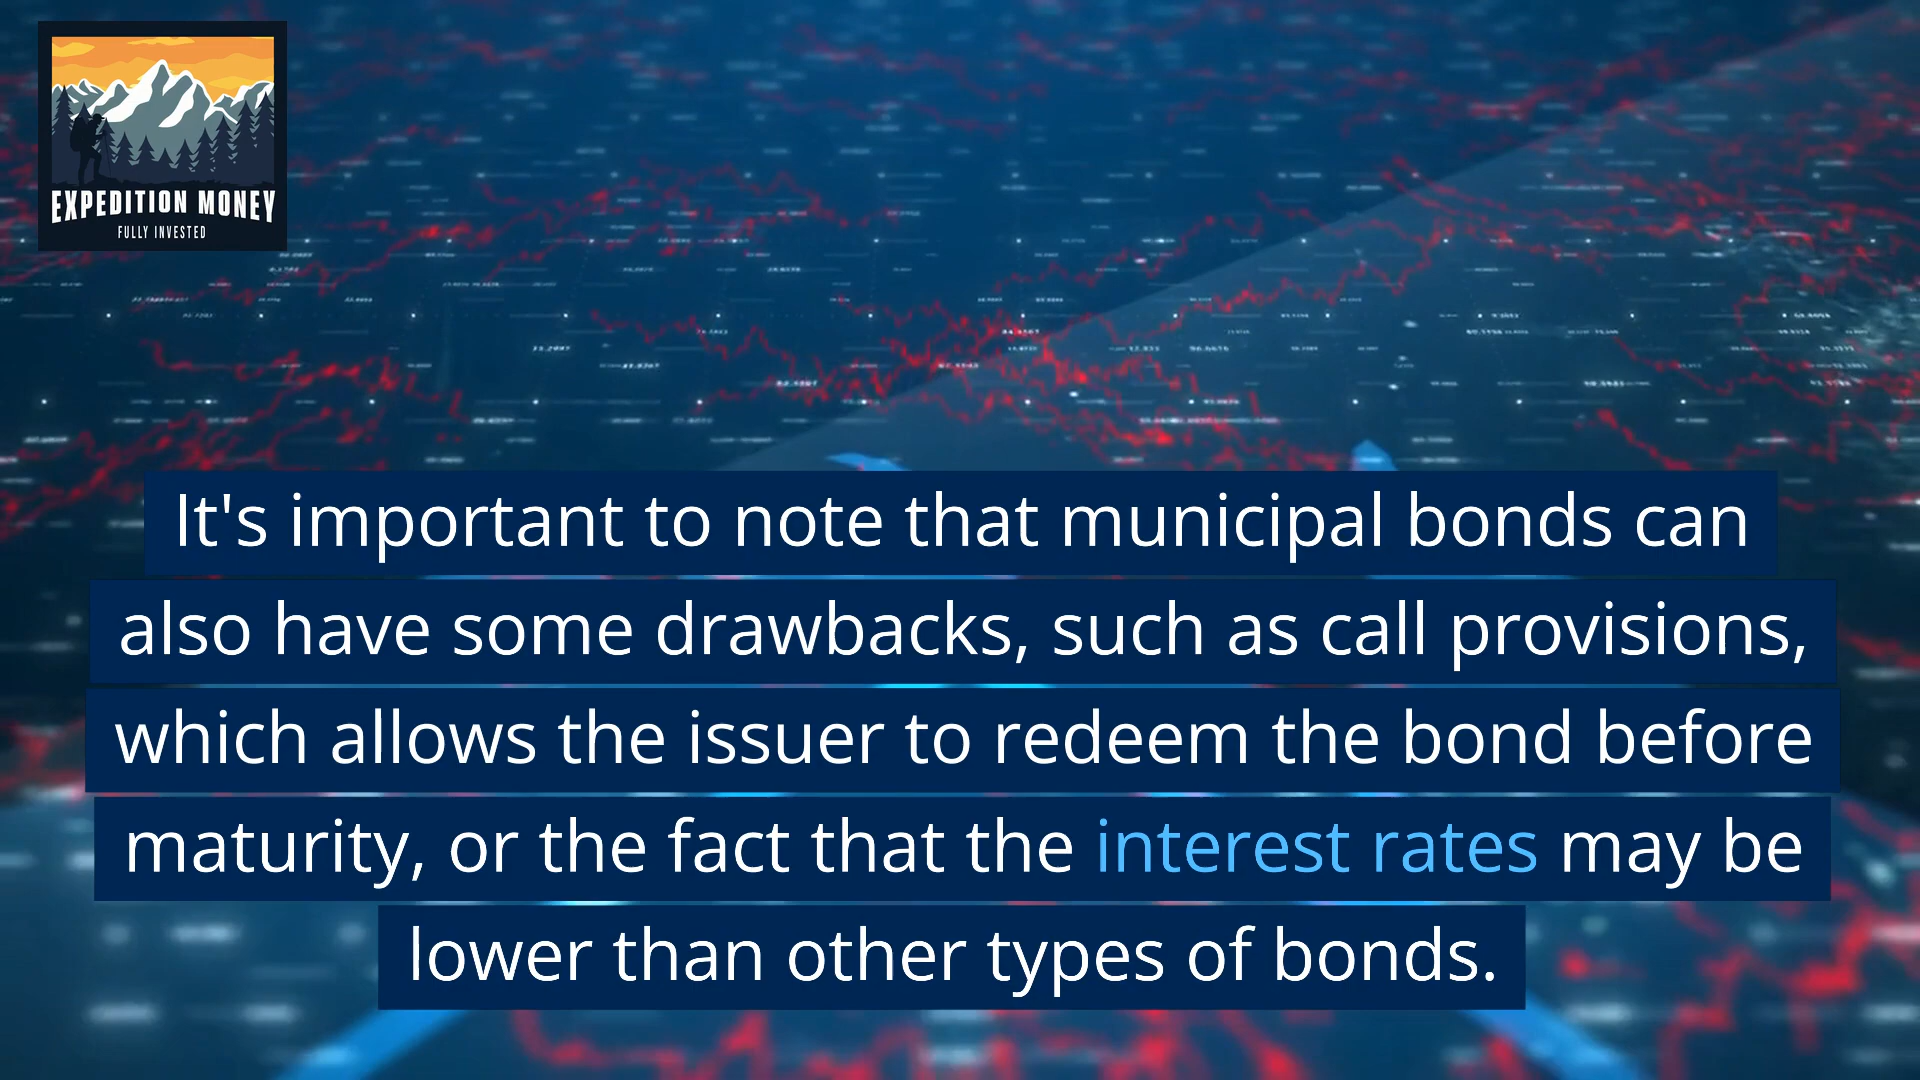 EXPEDITION MONEY
FULLY INVESTED
It's important to note that municipal bonds can
also have some drawbacks, such as call provisions,
which allows the issuer to redeem the bond before
maturity, or the fact that the interest rates may be
lower than other types of bonds.